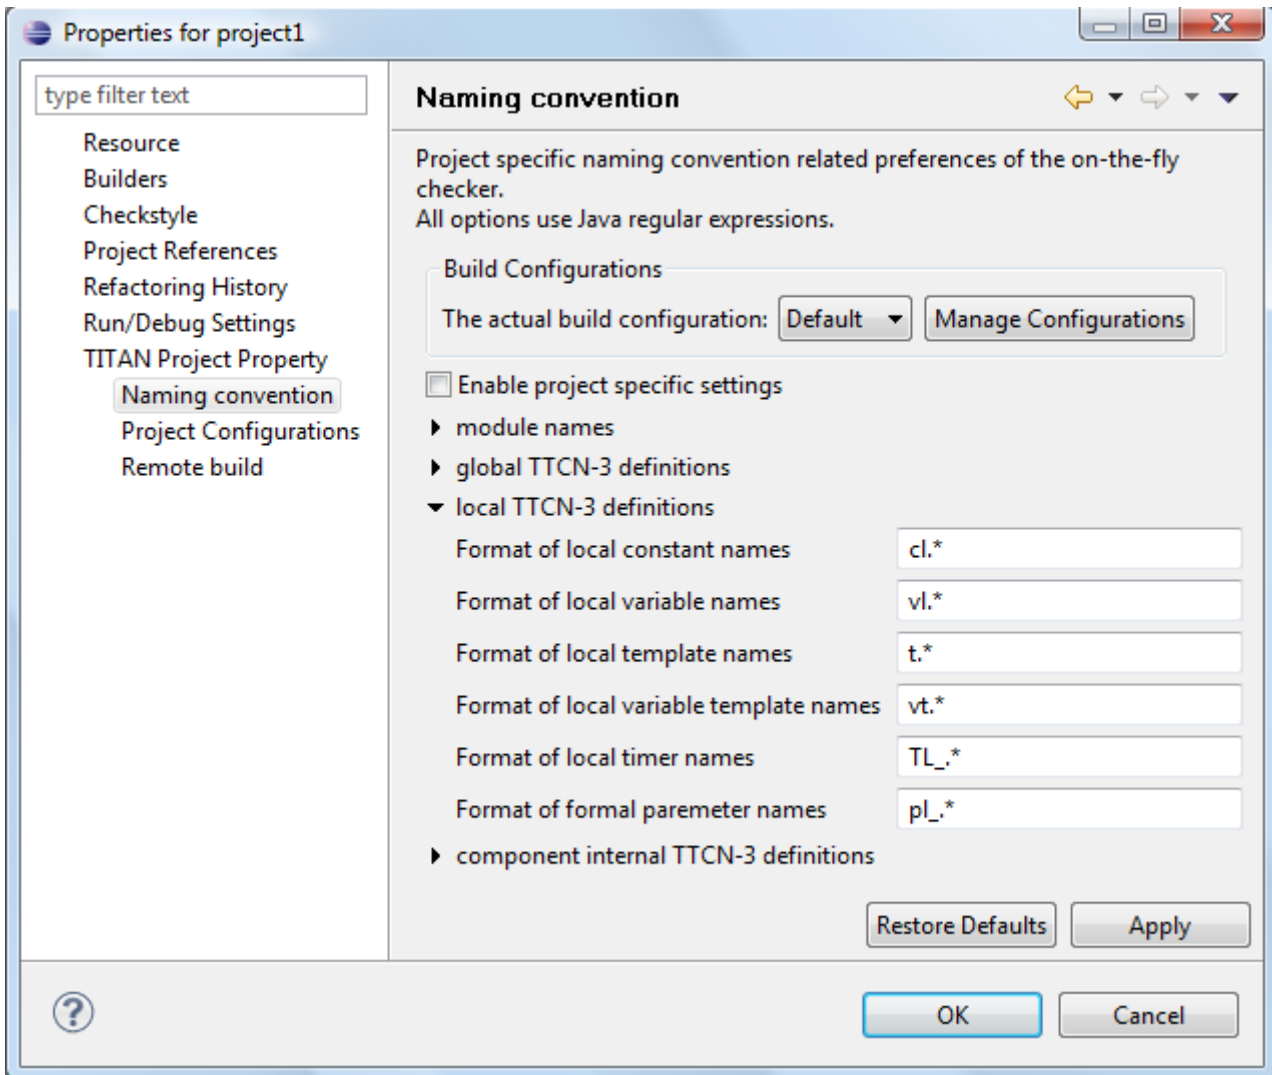 Properties for project1
type filter text
Resource
Builders
Checkstyle
Project References
Refactoring History
Run/Debug Settings
TITAN Project Property
Naming convention
Project Configurations
Remote build
Naming convention
Project specific naming convention related preferences of the on-the-fly
checker.
All options use Java regular expressions.
Build Configurations
The actual build configuration: Default Manage Configurations
Enable project specific settings
module names
global TTCN-3 definitions
local TTCN-3 definitions
Format of local constant names cl.*
Format of local variable names vl.*
Format of local template names t.*
Format of local variable template names vt.*
Format of local timer names TL_.*
Format of formal paremeter names pl_.*
component internal TTCN-3 definitions
Restore Defaults Apply
OK Cancel